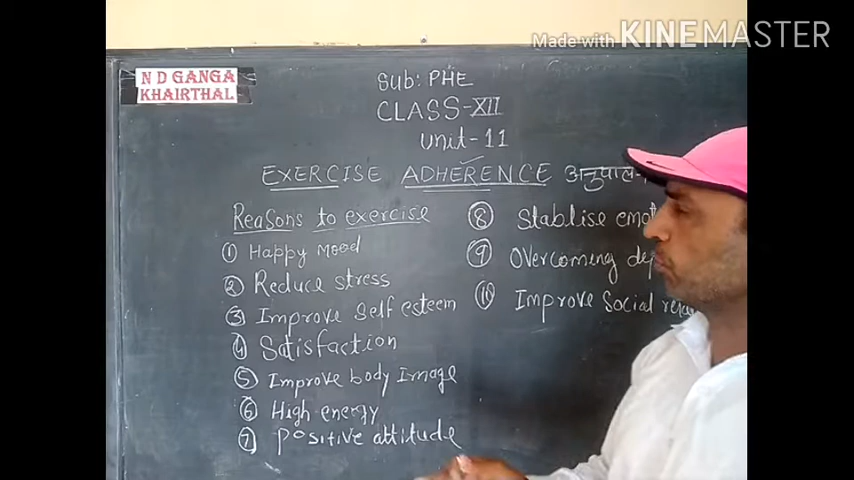 Made with KINEMASTER
N D GANGA
KHAIRTHAL
Sub: PHE
CLASS-XII
Unit-11
EXERCISE ADHERENCE
Reasons to exercise
① Happy Mood
② Reduce stress
③ Improve Self esteem
④ Satisfaction
⑤ Improve body Image
⑥ High energy
⑦ Positive attitude
⑧ Stablise
⑨ Overcoming
⑩ Improve Social